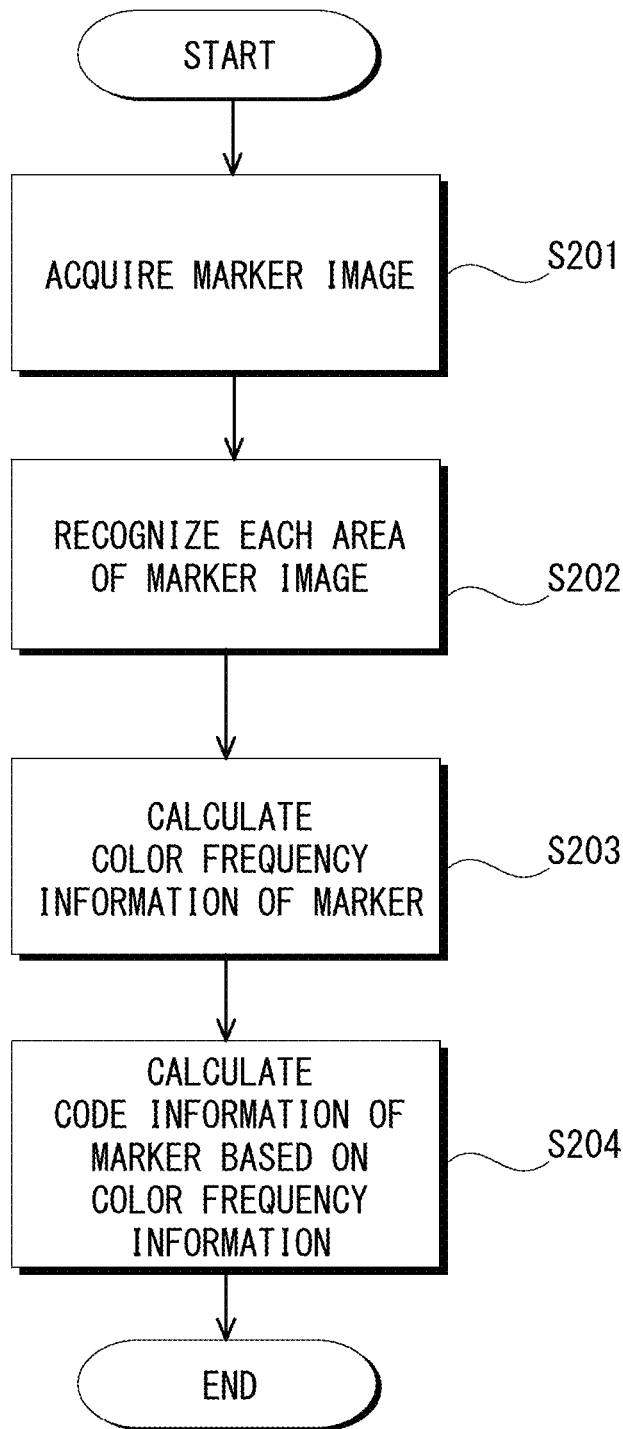 START
ACQUIRE MARKER IMAGE
S201
RECOGNIZE EACH AREA
OF MARKER IMAGE
S202
CALCULATE
COLOR FREQUENCY
INFORMATION OF MARKER
S203
CALCULATE
CODE INFORMATION OF
MARKER BASED ON
COLOR FREQUENCY
INFORMATION
S204
END